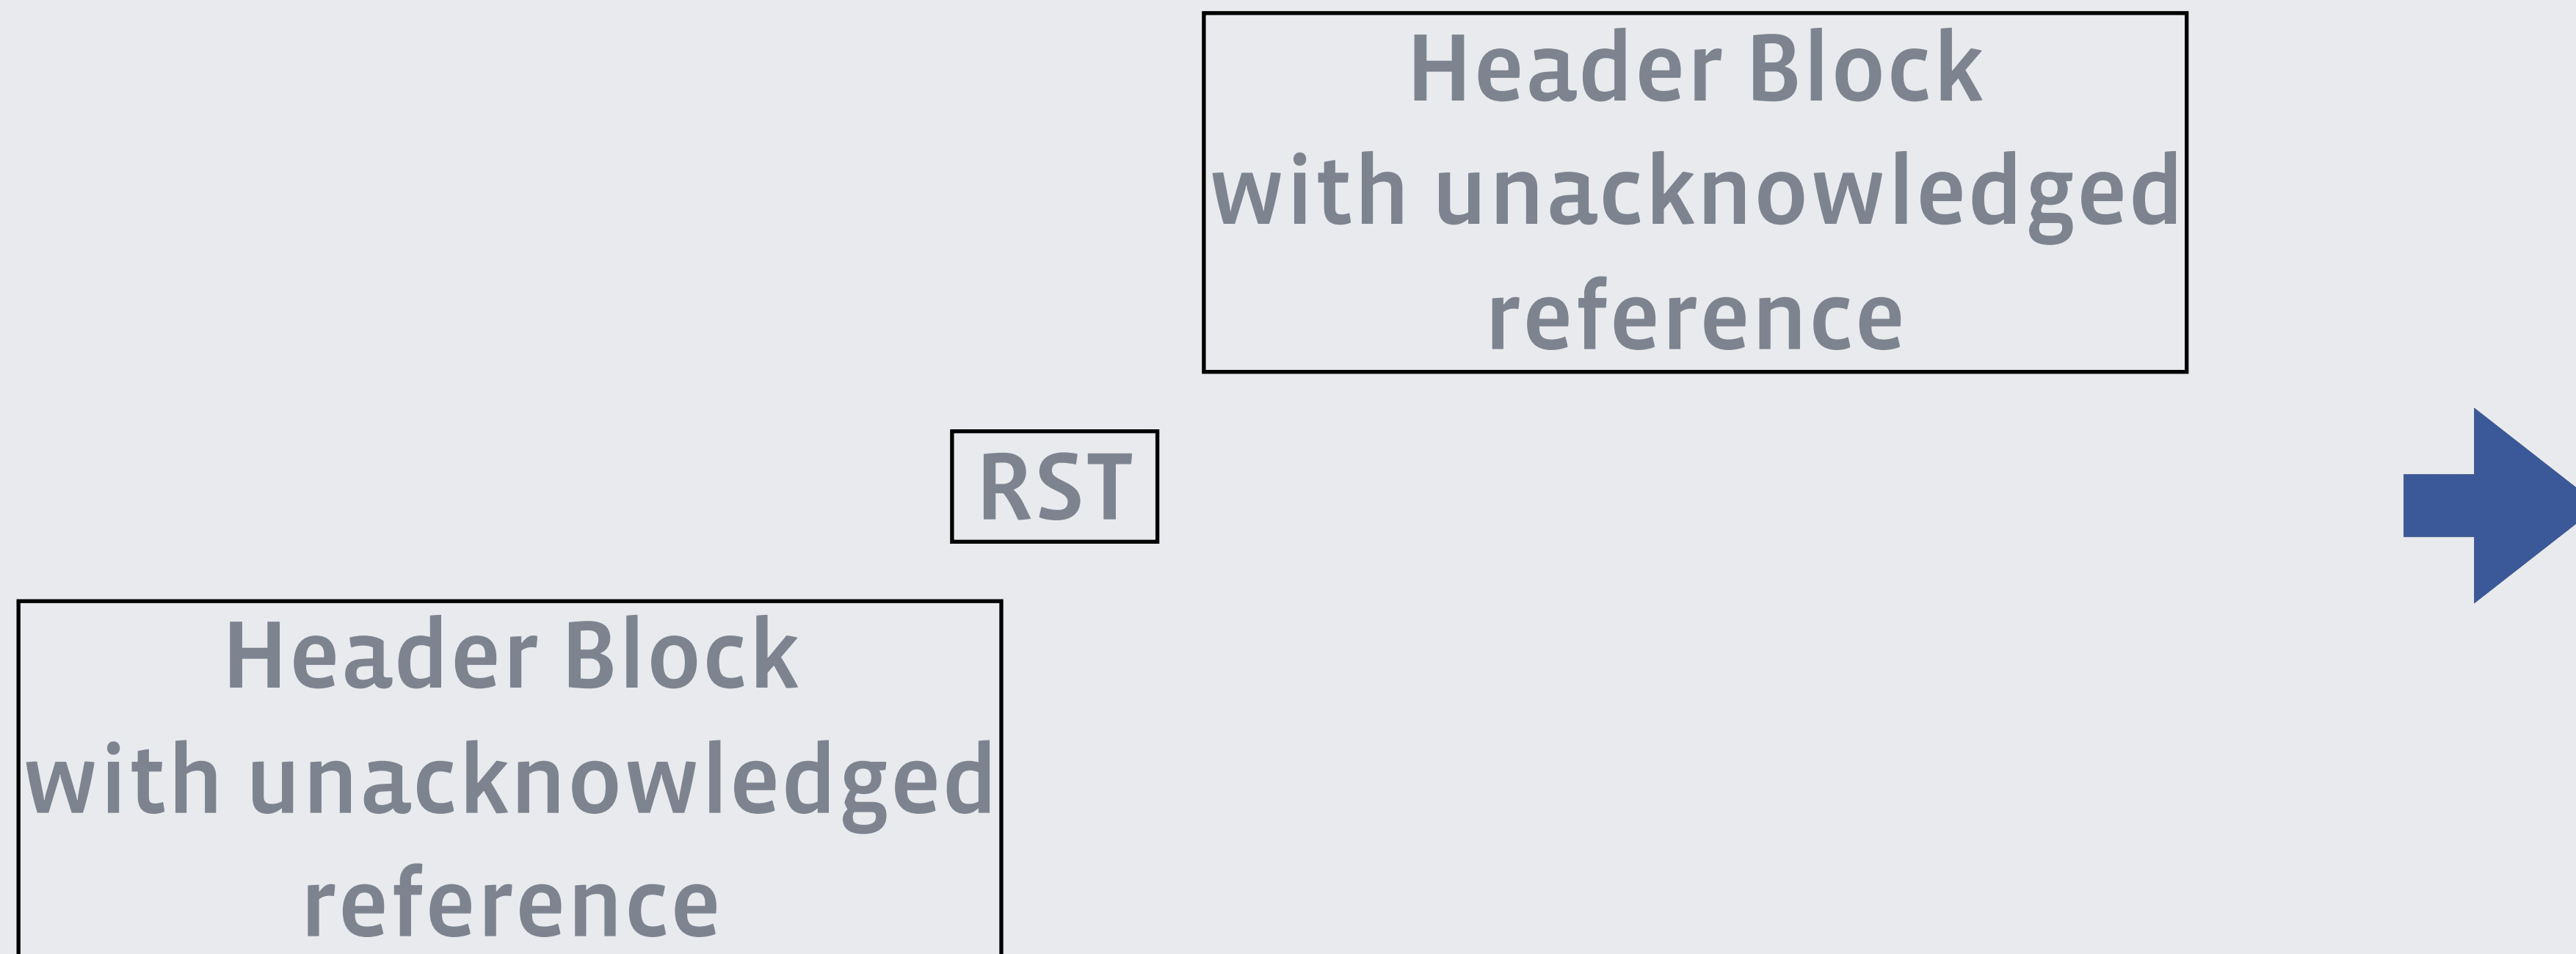 Header Block
with unacknowledged
reference
RST
Header Block
with unacknowledged
reference